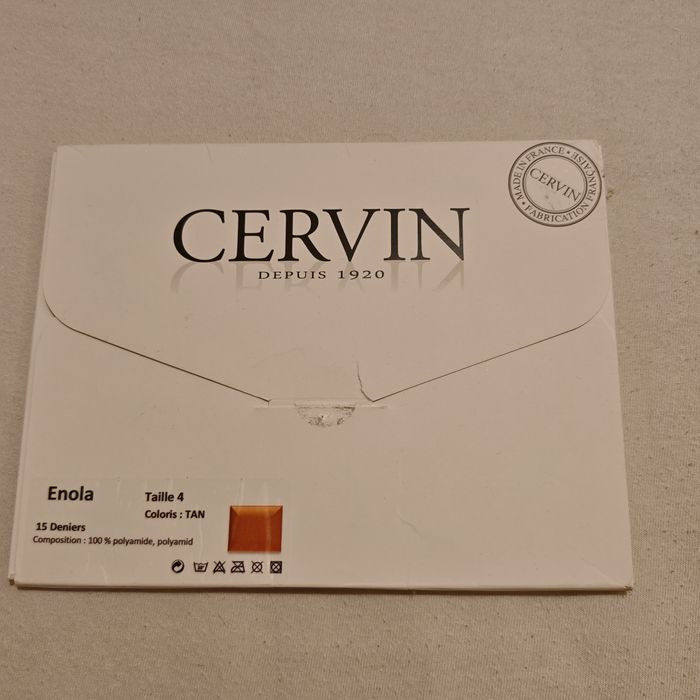 MADE IN FRANCE • FABRICATION FRANÇAISE •
CERVIN
CERVIN
DEPUIS 1920
Enola
Taille 4
Coloris : TAN
15 Deniers
Composition : 100 % polyamide, polyamid